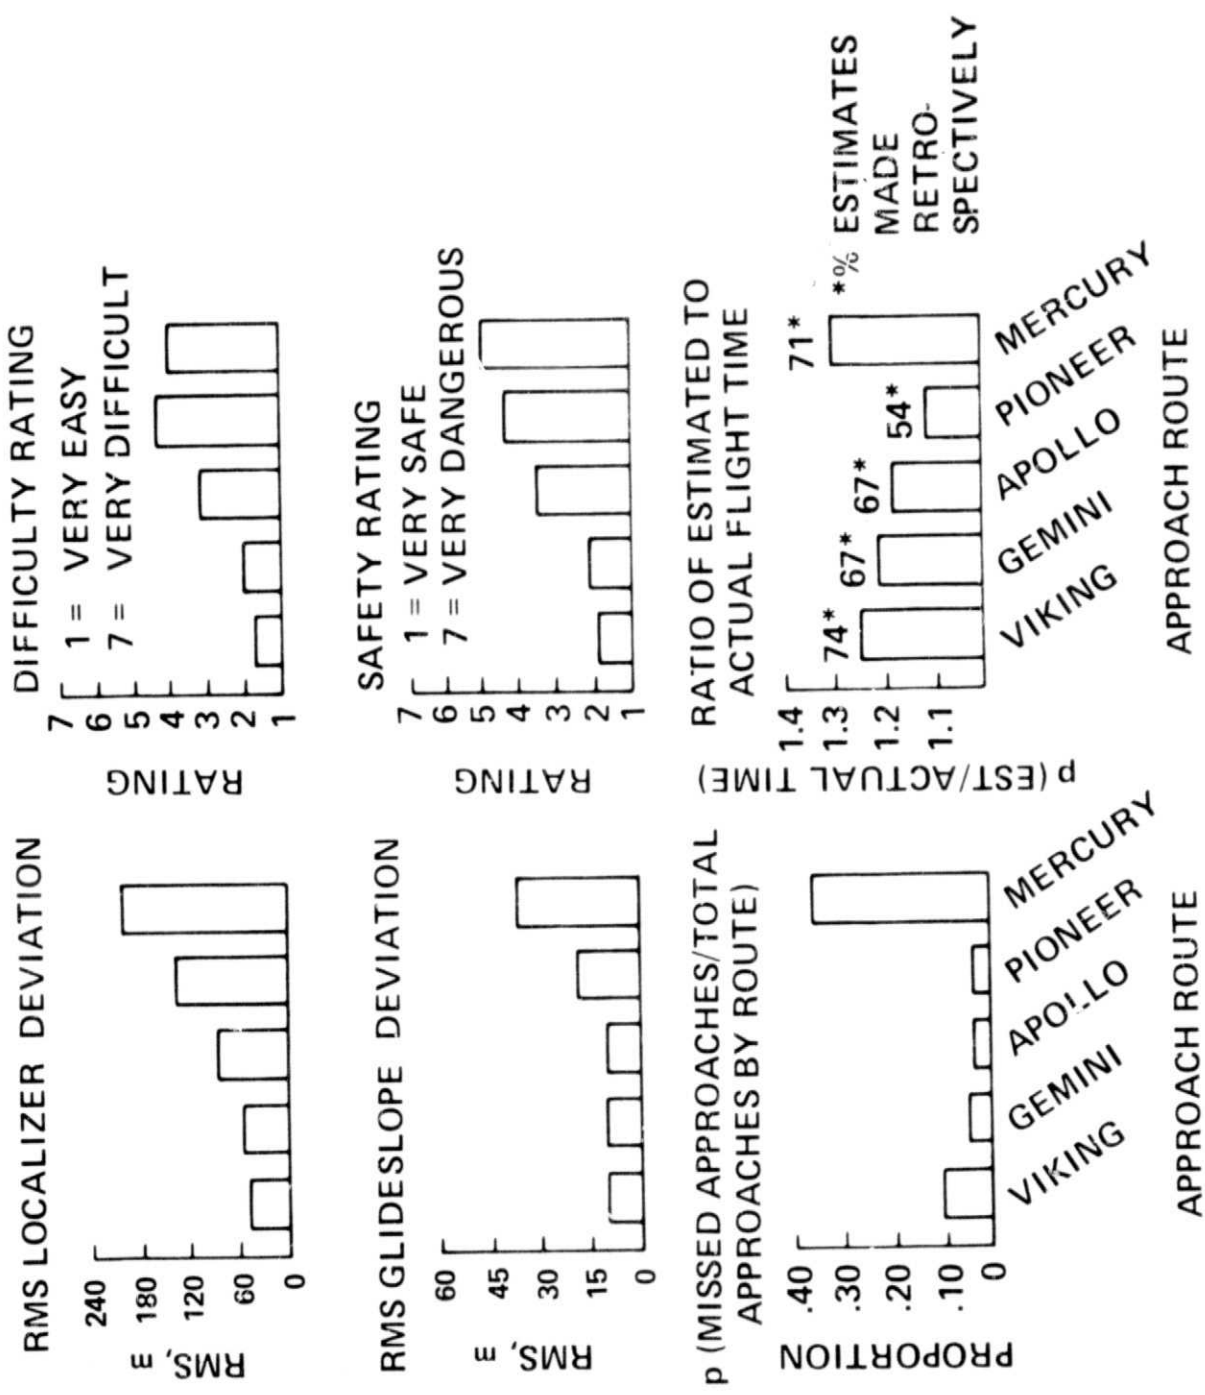 RMS LOCALIZER DEVIATION
240
180
120
60
0
RMS, m
RMS GLIDESLOPE DEVIATION
60
45
30
15
0
RMS, m
p (MISSED APPROACHES/TOTAL
APPROACHES BY ROUTE)
.40
.30
.20
.10
0
PROPORTION
VIKING
GEMINI
APOLLO
PIONEER
MERCURY
APPROACH ROUTE
DIFFICULTY RATING
1 = VERY EASY
7 = VERY DIFFICULT
7
6
5
4
3
2
1
RATING
SAFETY RATING
1 = VERY SAFE
7 = VERY DANGEROUS
7
6
5
4
3
2
1
RATING
RATIO OF ESTIMATED TO
ACTUAL FLIGHT TIME
1.4
1.3
1.2
1.1
p (EST/ACTUAL TIME)
74*
67*
67*
54*
71*
*% ESTIMATES
MADE
RETRO-
SPECTIVELY
VIKING
GEMINI
APOLLO
PIONEER
MERCURY
APPROACH ROUTE